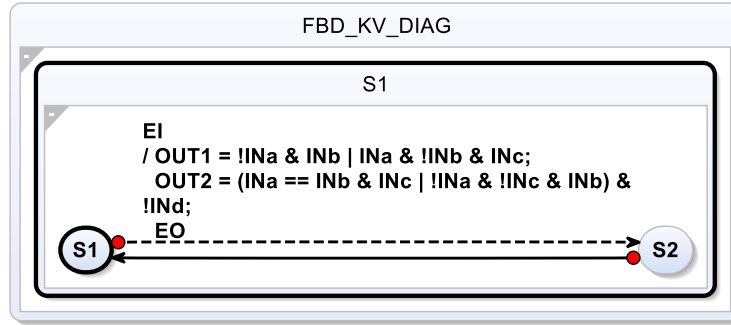 FBD_KV_DIAG
S1
EI
/ OUT1 = !INa & INb | INa & !INb & INc;
OUT2 = (INa == INb & INc | !INa & !INc & INb) &
!INd;
EO
S1 S2